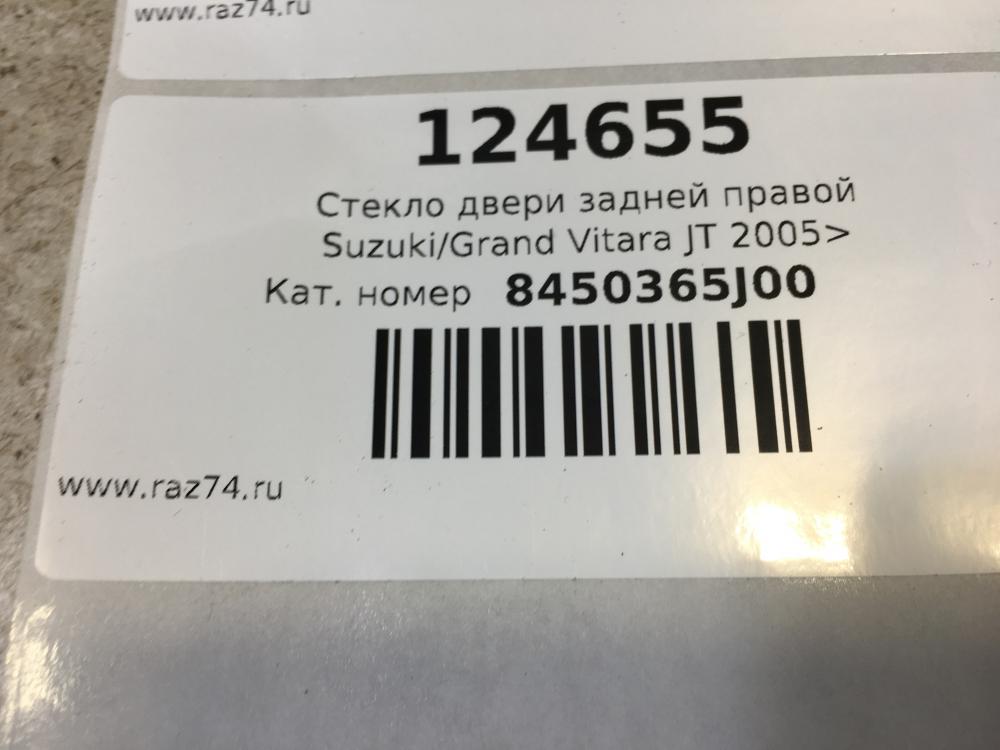 www.raz74.ru
124655
Стекло двери задней правой
Suzuki/Grand Vitara JT 2005>
Кат. номер 8450365J00
www.raz74.ru